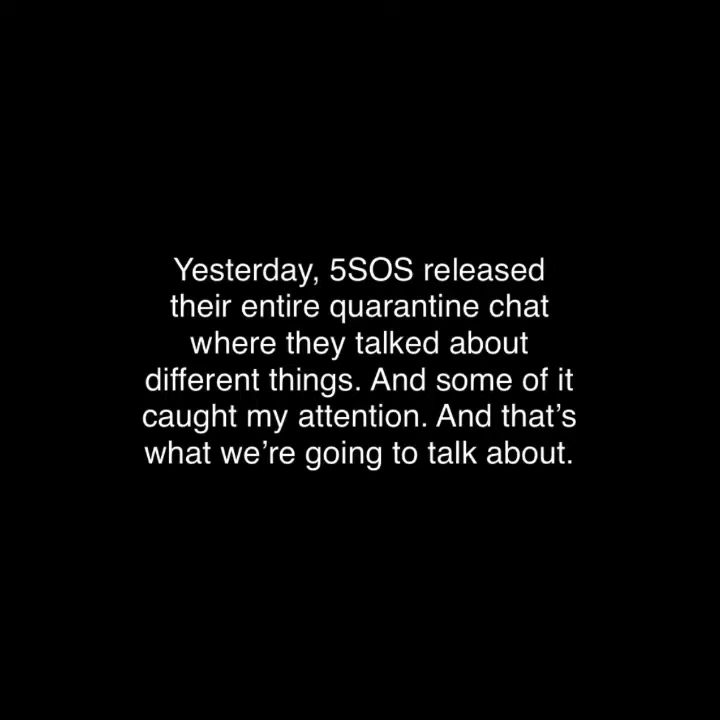 Yesterday, 5SOS released
their entire quarantine chat
where they talked about
different things. And some of it
caught my attention. And that’s
what we’re going to talk about.